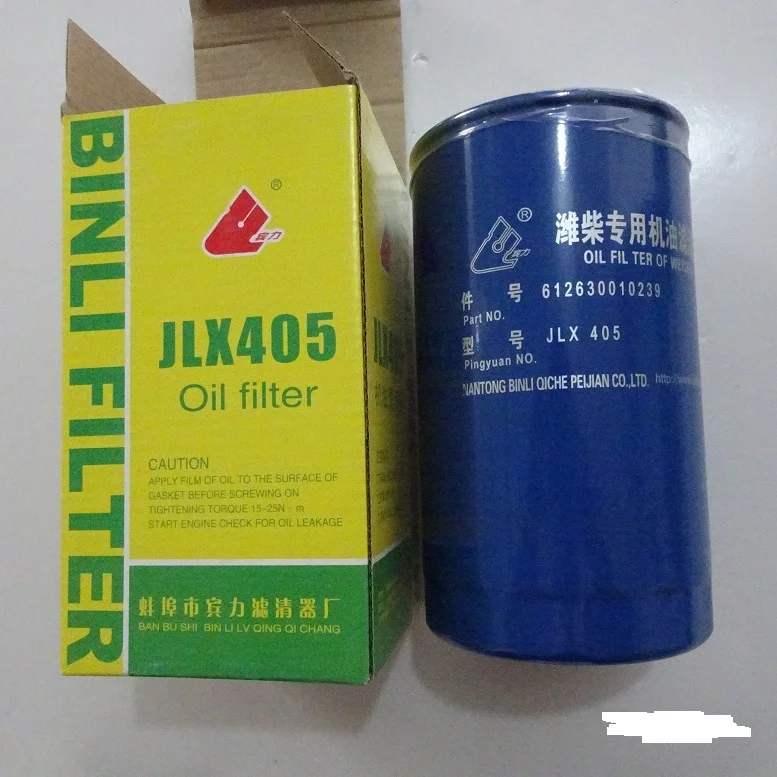 BINLI FILTER
®
宾力
JLX405
Oil filter
CAUTION
APPLY FILM OF OIL TO THE SURFACE OF
GASKET BEFORE SCREWING ON
TIGHTENING TORQUE 15-25N·m
START ENGINE CHECK FOR OIL LEAKAGE
蚌埠市宾力滤清器厂
BAN BU SHI BIN LI LV QING QI CHANG
®
宾力
潍柴专用机油
OIL FIL TER OF
件 号 612630010239
Part NO.
型 号 JLX 405
Pingyuan NO.
NANTONG BINLI QICHE PEIJIAN CO.,LTD. http://